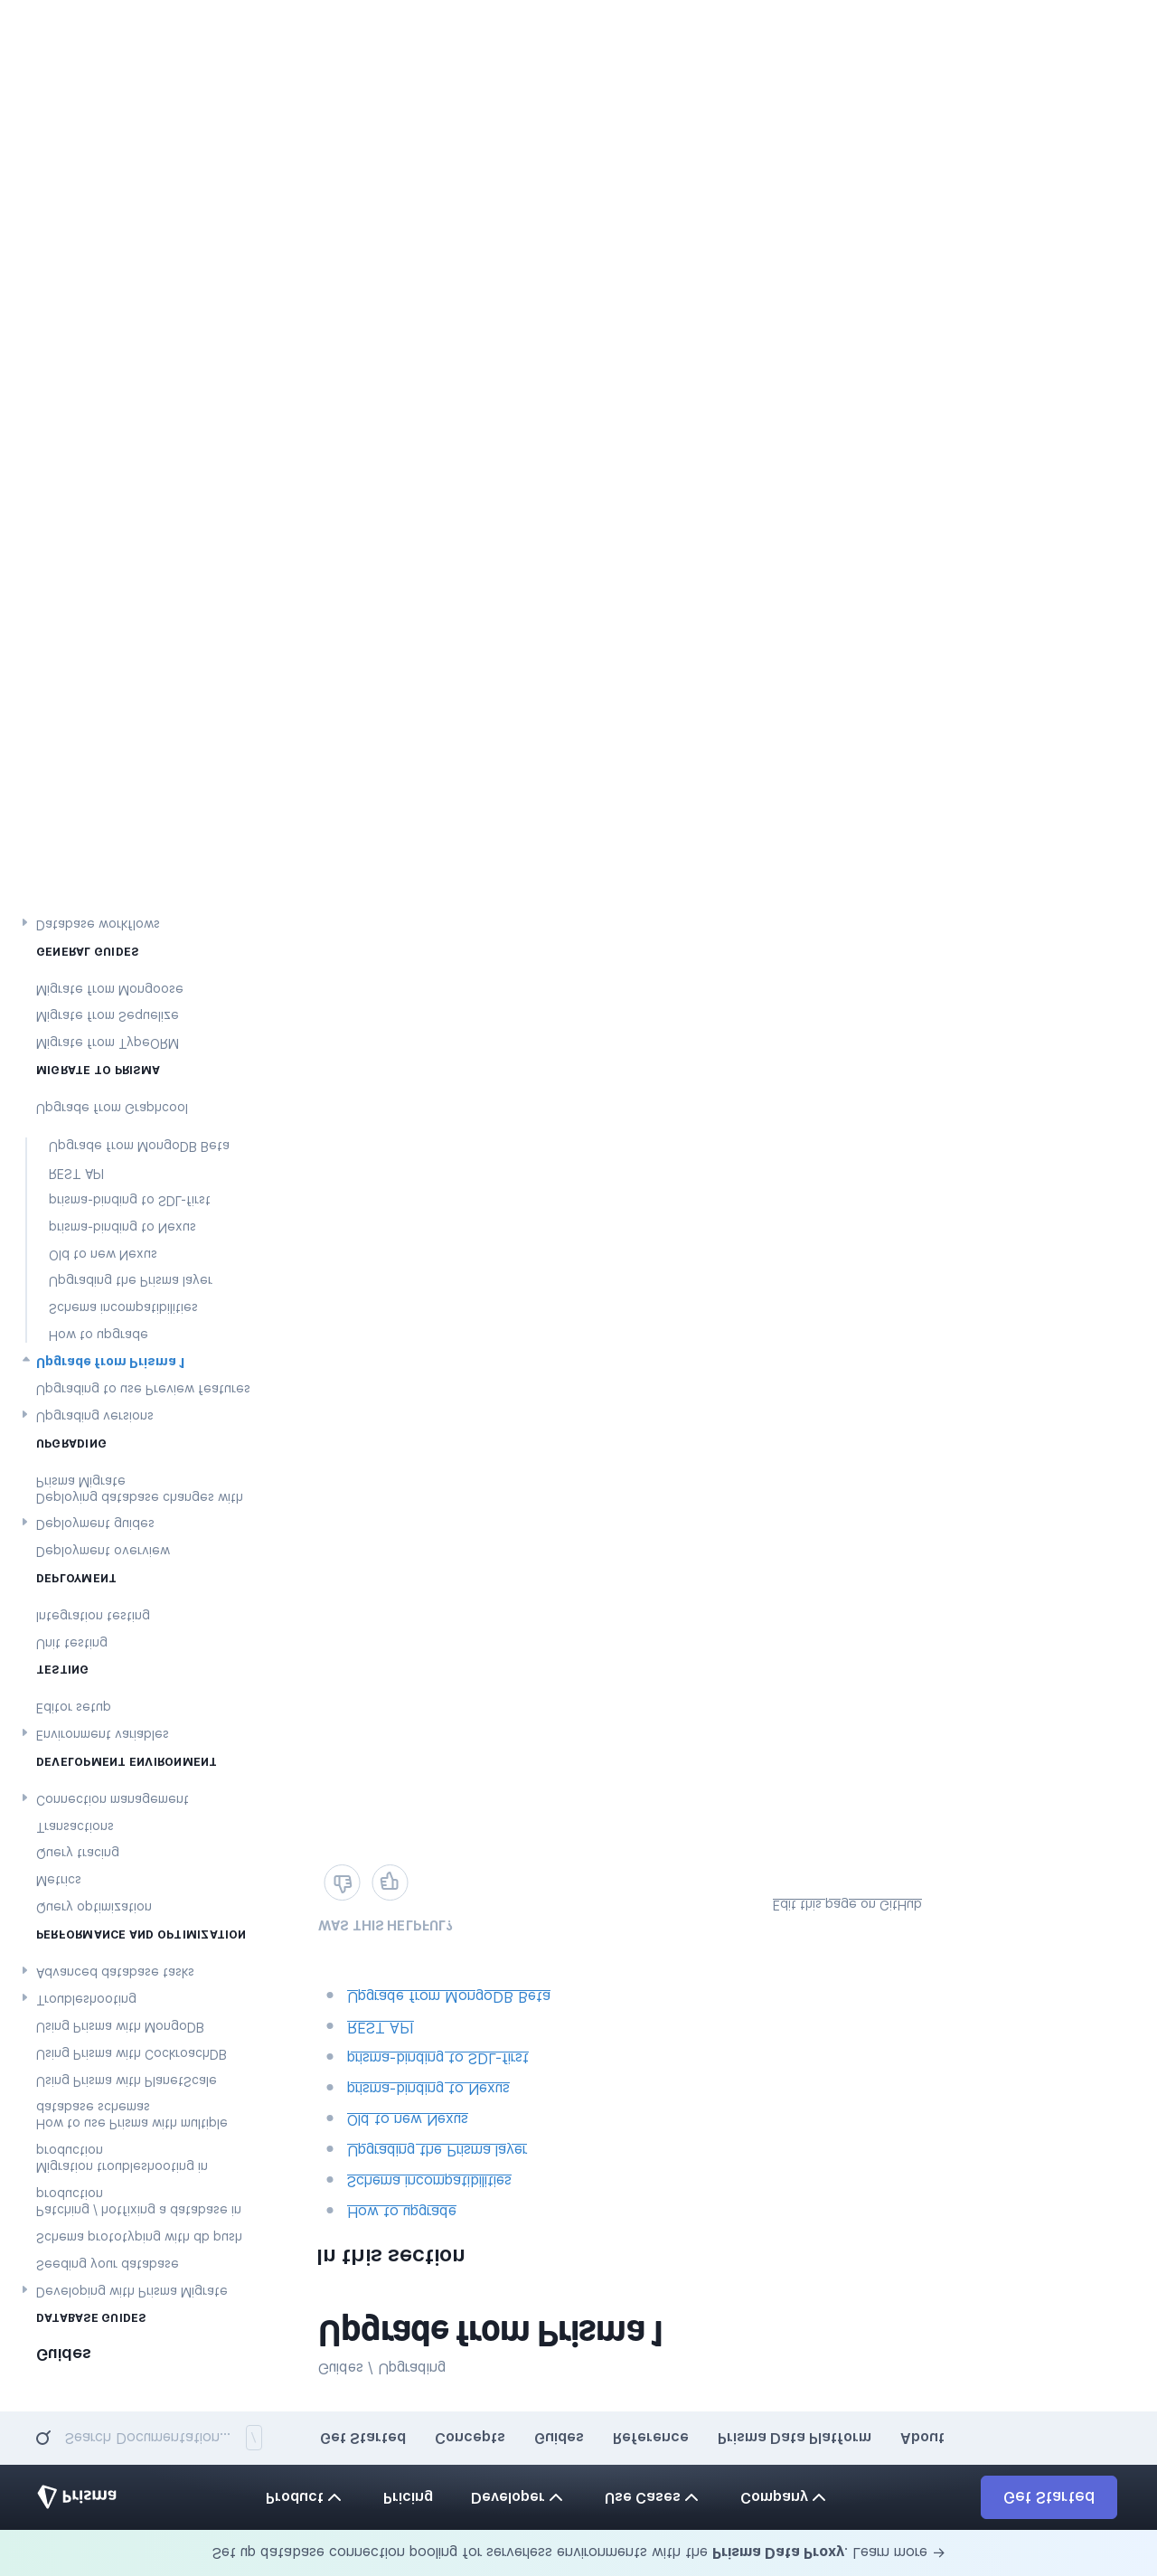 Set up database connection pooling for serverless environments with the Prisma Data Proxy. Learn more →
Prisma
Product
Pricing
Developer
Use Cases
Company
Get Started
Search Documentation... /
Get Started
Concepts
Guides
Reference
Prisma Data Platform
About
Guides
DATABASE GUIDES
Developing with Prisma Migrate
Seeding your database
Schema prototyping with db push
Patching / hotfixing a database in
production
Migration troubleshooting in
production
How to use Prisma with multiple
database schemas
Using Prisma with PlanetScale
Using Prisma with CockroachDB
Using Prisma with MongoDB
Troubleshooting
Advanced database tasks
PERFORMANCE AND OPTIMIZATION
Query optimization
Metrics
Query tracing
Transactions
Connection management
DEVELOPMENT ENVIRONMENT
Environment variables
Editor setup
TESTING
Unit testing
Integration testing
DEPLOYMENT
Deployment overview
Deployment guides
Deploying database changes with
Prisma Migrate
UPGRADING
Upgrading versions
Upgrading to use Preview features
Upgrade from Prisma 1
How to upgrade
Schema incompatibilities
Upgrading the Prisma layer
Old to new Nexus
prisma-binding to Nexus
prisma-binding to SDL-first
REST API
Upgrade from MongoDB Beta
Upgrade from Graphcool
MIGRATE TO PRISMA
Migrate from TypeORM
Migrate from Sequelize
Migrate from Mongoose
GENERAL GUIDES
Database workflows
Guides / Upgrading
Upgrade from Prisma 1
In this section
How to upgrade
Schema incompatibilities
Upgrading the Prisma layer
Old to new Nexus
prisma-binding to Nexus
prisma-binding to SDL-first
REST API
Upgrade from MongoDB Beta
WAS THIS HELPFUL?
Edit this page on GitHub